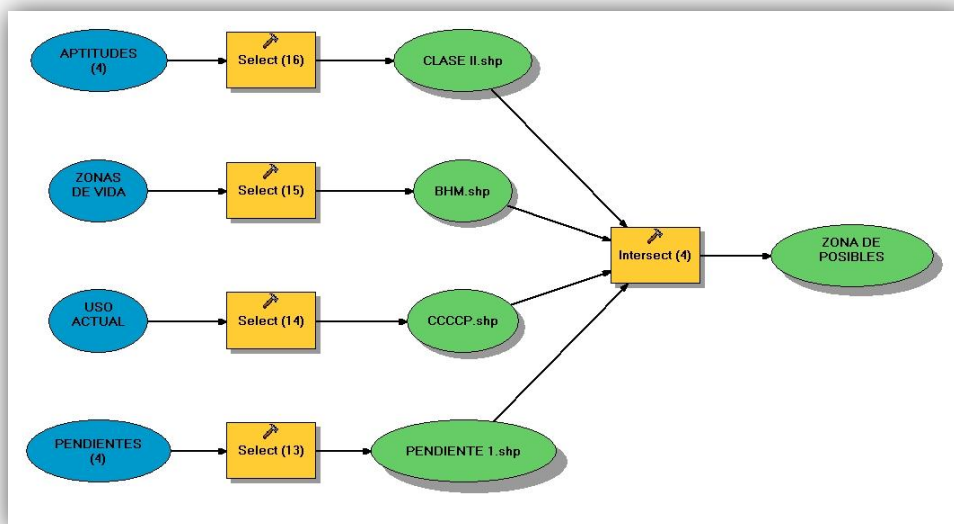 APTITUDES
(4)
Select (16)
CLASE II.shp
ZONAS
DE VIDA
Select (15)
BHM.shp
Intersect (4)
ZONA DE
POSIBLES
USO
ACTUAL
Select (14)
CCCCP.shp
PENDIENTES
(4)
Select (13)
PENDIENTE 1.shp